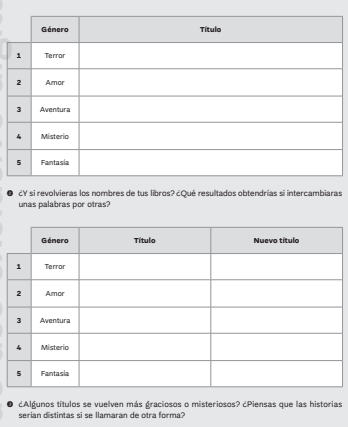 Género Título
1 Terror
2 Amor
3 Aventura
4 Misterio
5 Fantasía
¿Y si revolvieras los nombres de tus libros? ¿Qué resultados obtendrías si intercambiaras
unas palabras por otras?
Género Título Nuevo título
1 Terror
2 Amor
3 Aventura
4 Misterio
5 Fantasía
¿Algunos títulos se vuelven más graciosos o misteriosos? ¿Piensas que las historias
serían distintas si se llamaran de otra forma?